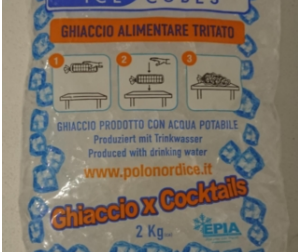 ICE CUBES
GHIACCIO ALIMENTARE TRITATO
1 2 3
GHIACCIO PRODOTTO CON ACQUA POTABILE
Produziert mit Trinkwasser
Produced with drinking water
www.polonordice.it
Ghiaccio x Cocktails
2 Kg
EPIA